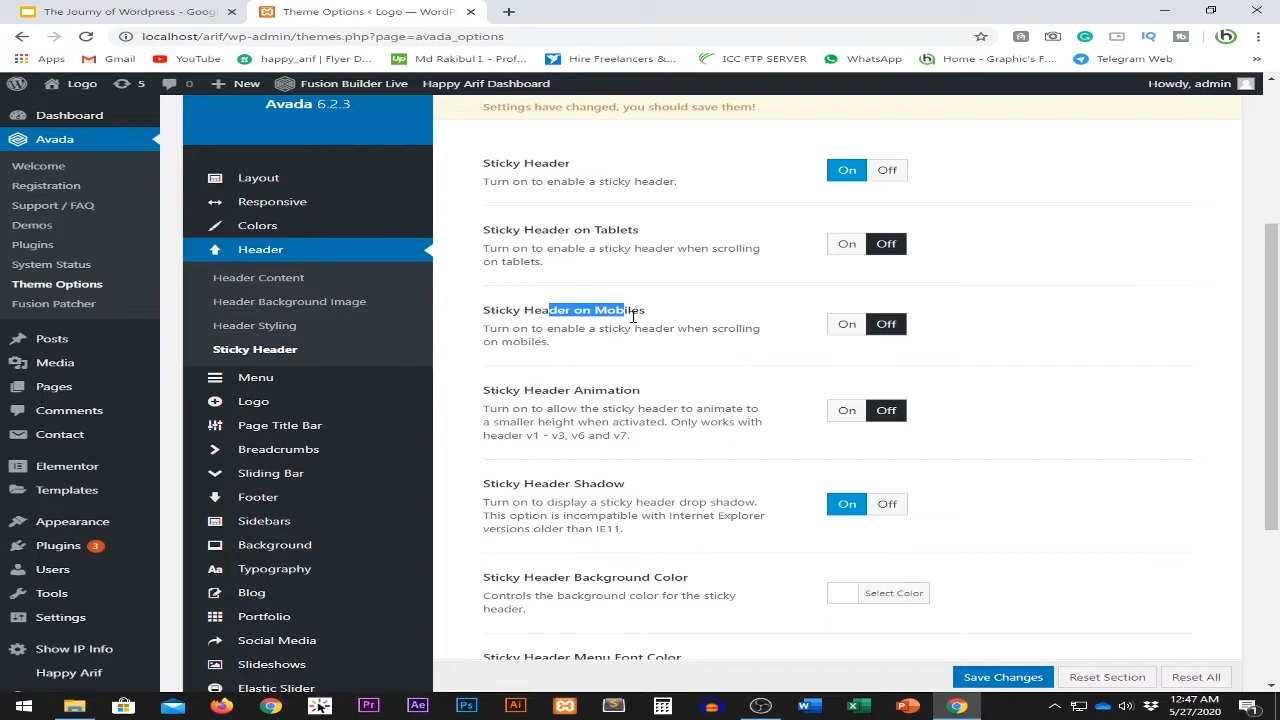 The Journy of Wordpress - Googl
Theme Options < Logo — WordP
localhost/arif/wp-admin/themes.php?page=avada_options
Apps
Gmail
YouTube
happy_arif | Flyer D...
Md Rakibul I. - Prof...
Hire Freelancers &...
ICC FTP SERVER
WhatsApp
Home - Graphic's F...
Telegram Web
Logo
5
0
New
Fusion Builder Live
Happy Arif Dashboard
Howdy, admin
Dashboard
Avada
Welcome
Registration
Support / FAQ
Demos
Plugins
System Status
Theme Options
Fusion Patcher
Posts
Media
Pages
Comments
Contact
Elementor
Templates
Appearance
Plugins 3
Users
Tools
Settings
Show IP Info
Happy Arif
Avada 6.2.3
Layout
Responsive
Colors
Header
Header Content
Header Background Image
Header Styling
Sticky Header
Menu
Logo
Page Title Bar
Breadcrumbs
Sliding Bar
Footer
Sidebars
Background
Typography
Blog
Portfolio
Social Media
Slideshows
Elastic Slider
Settings have changed, you should save them!
Sticky Header
Turn on to enable a sticky header.
On Off
Sticky Header on Tablets
Turn on to enable a sticky header when scrolling
on tablets.
On Off
Sticky Header on Mobiles
Turn on to enable a sticky header when scrolling
on mobiles.
On Off
Sticky Header Animation
Turn on to allow the sticky header to animate to
a smaller height when activated. Only works with
header v1 - v3, v6 and v7.
On Off
Sticky Header Shadow
Turn on to display a sticky header drop shadow.
This option is incompatible with Internet Explorer
versions older than IE11.
On Off
Sticky Header Background Color
Controls the background color for the sticky
header.
Select Color
Sticky Header Menu Font Color
Save Changes
Reset Section
Reset All
12:47 AM
5/27/2020